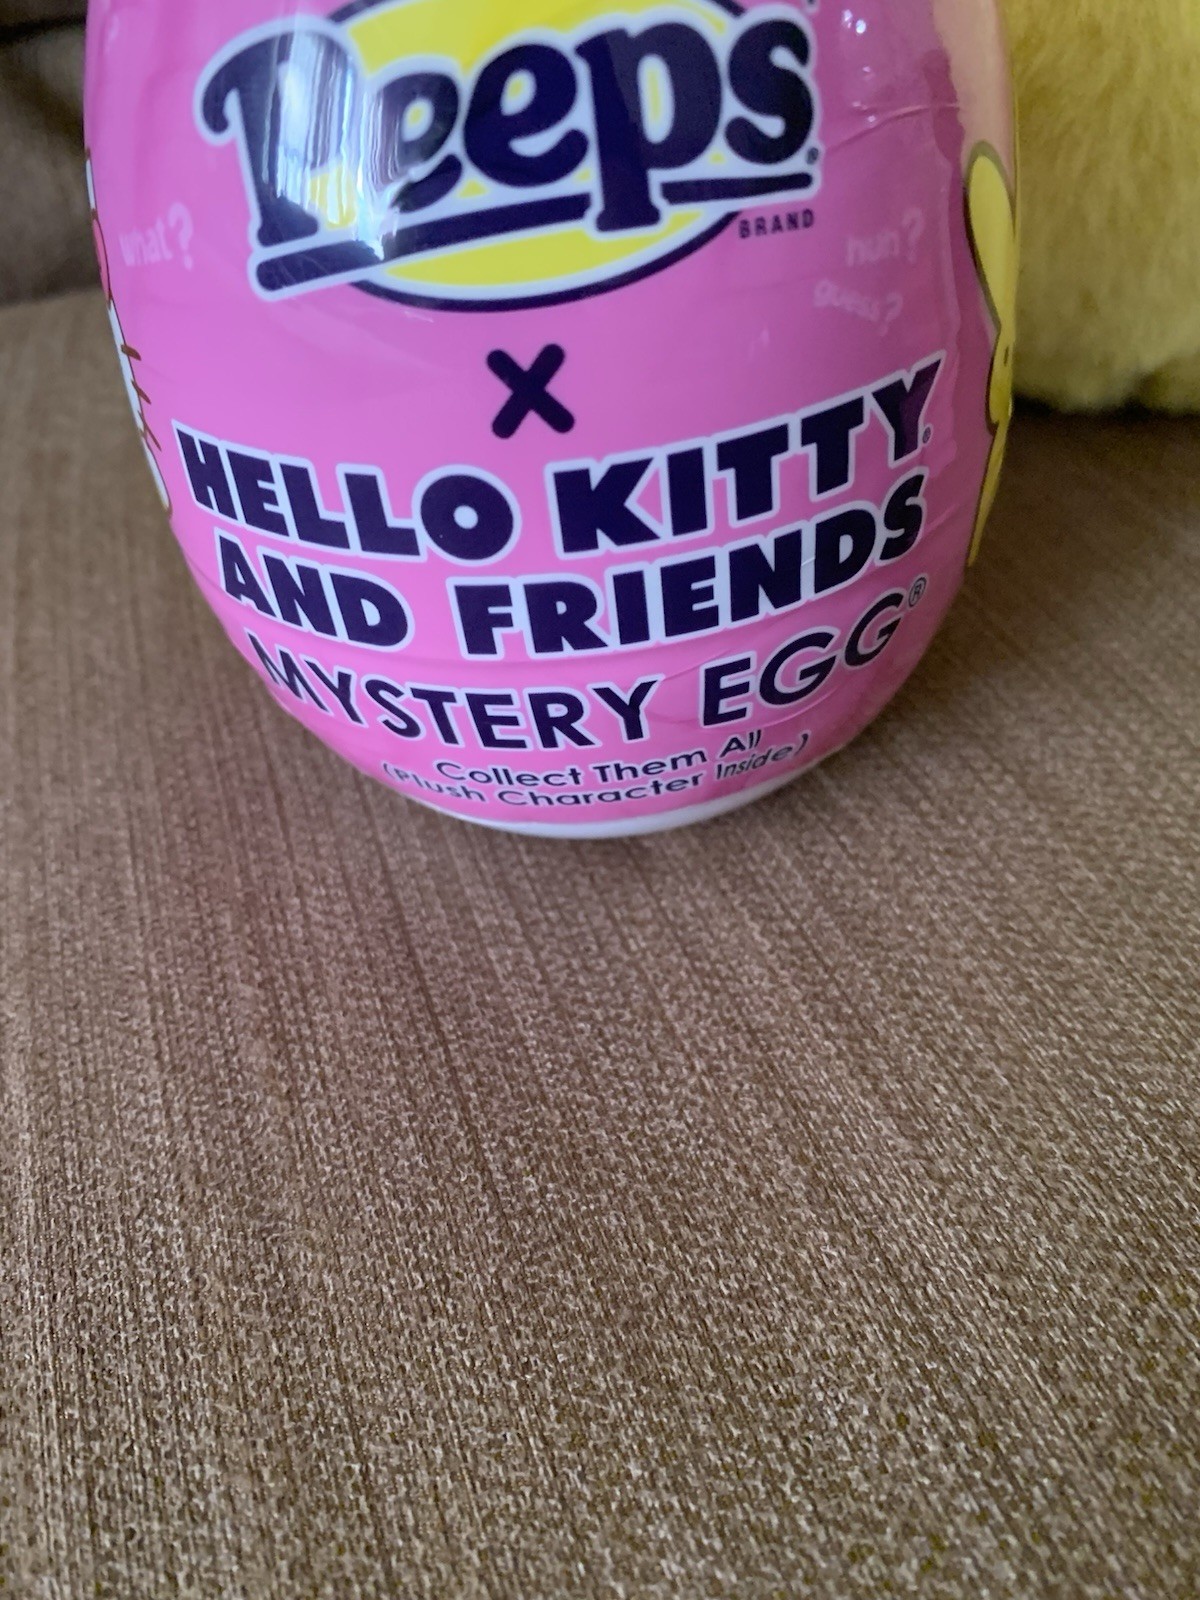 Peeps®
BRAND
what?
huh?
guess?
X
HELLO KITTY®
AND FRIENDS
MYSTERY EGG®
Collect Them All
(Plush Character Inside)